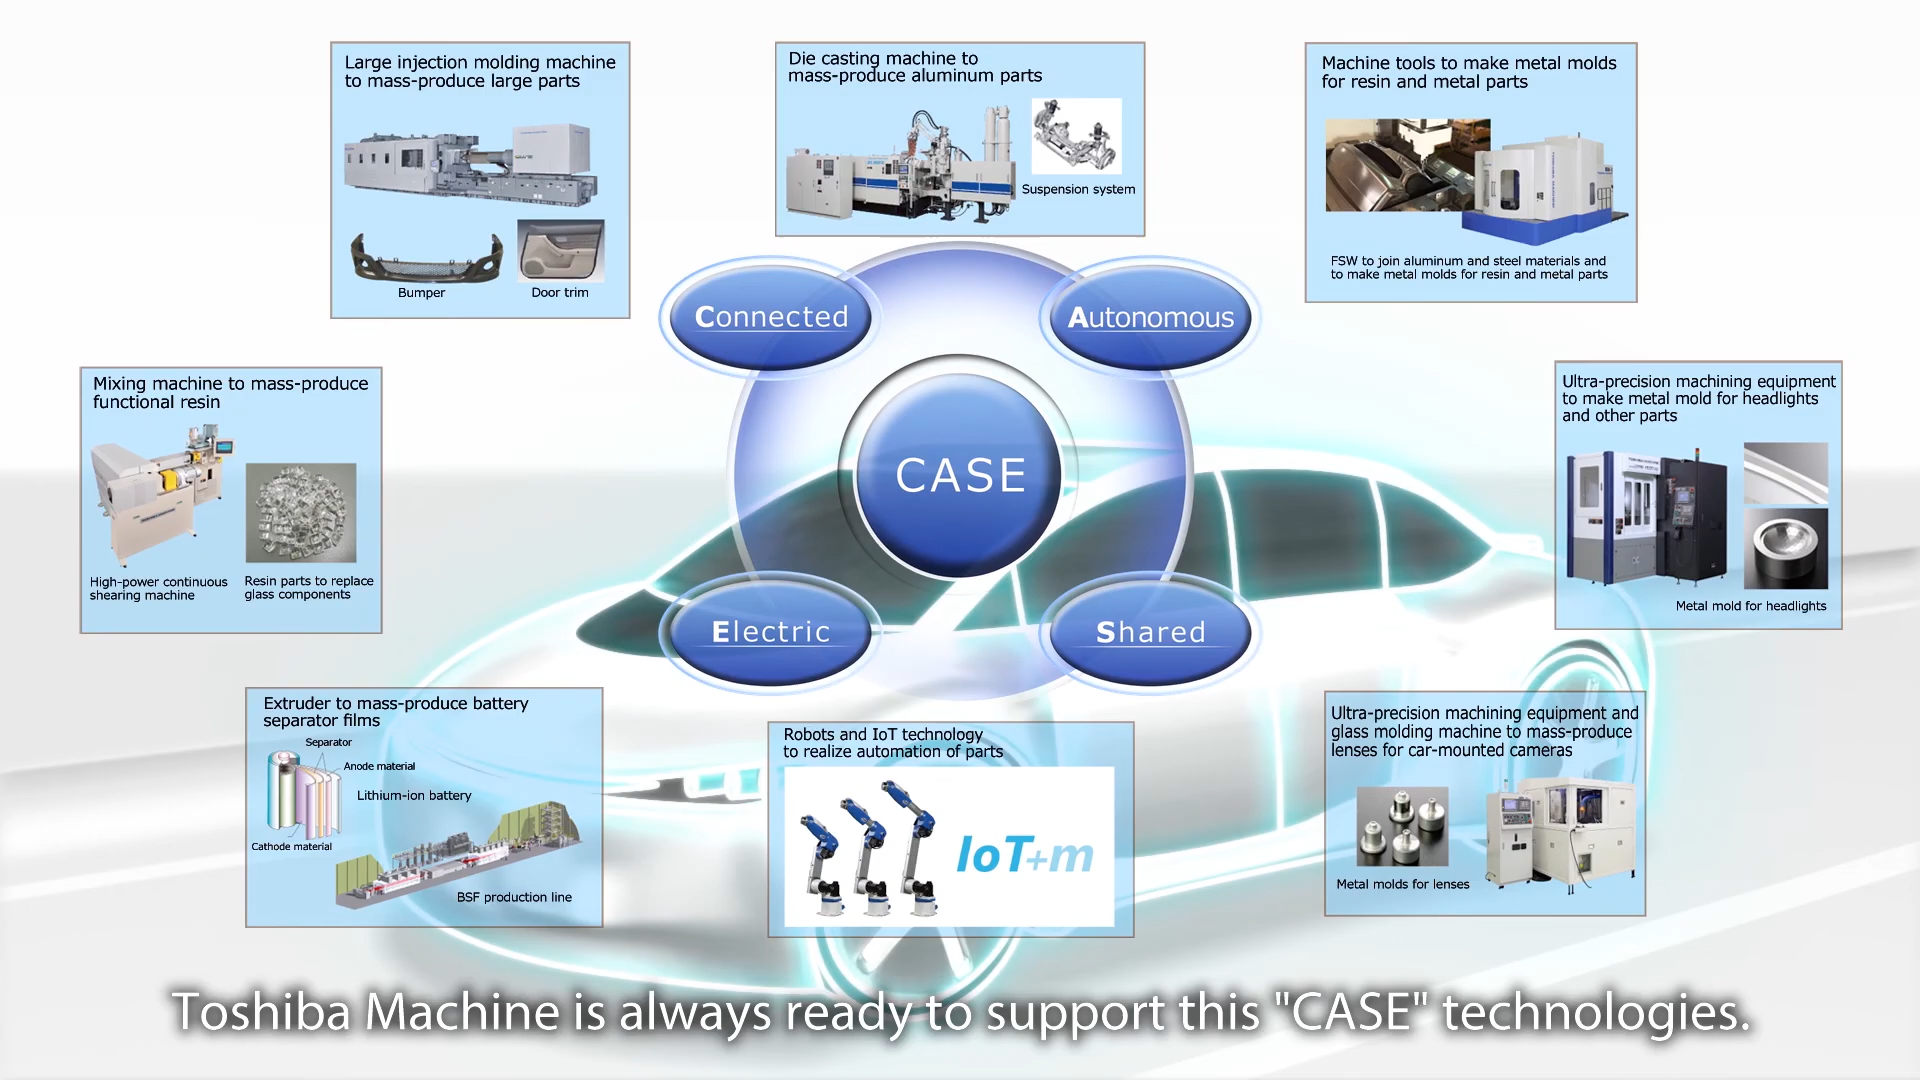 Large injection molding machine
to mass-produce large parts
Bumper
Door trim
Die casting machine to
mass-produce aluminum parts
Suspension system
Machine tools to make metal molds
for resin and metal parts
FSW to join aluminum and steel materials and
to make metal molds for resin and metal parts
Connected
Autonomous
CASE
Electric
Shared
Mixing machine to mass-produce
functional resin
High-power continuous
shearing machine
Resin parts to replace
glass components
Ultra-precision machining equipment
to make metal mold for headlights
and other parts
Metal mold for headlights
Extruder to mass-produce battery
separator films
Separator
Anode material
Lithium-ion battery
Cathode material
BSF production line
Robots and IoT technology
to realize automation of parts
IoT+m
Ultra-precision machining equipment and
glass molding machine to mass-produce
lenses for car-mounted cameras
Metal molds for lenses
Toshiba Machine is always ready to support this "CASE" technologies.